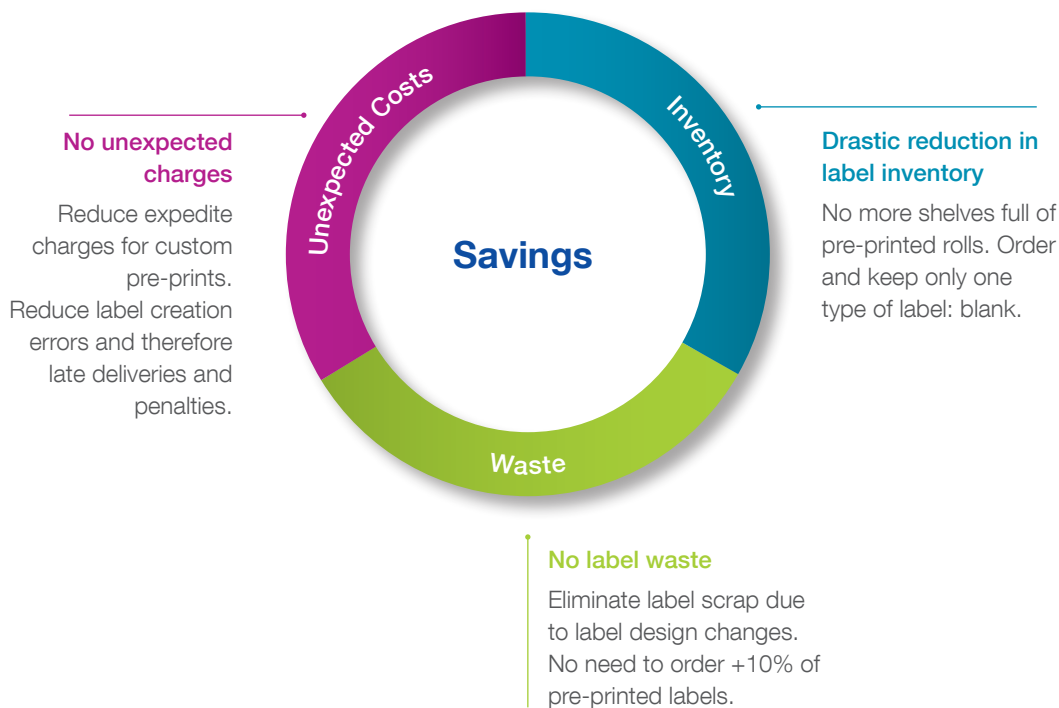 Unexpected Costs
Inventory
Waste
Savings
No unexpected
charges
Reduce expedite
charges for custom
pre-prints.
Reduce label creation
errors and therefore
late deliveries and
penalties.
Drastic reduction in
label inventory
No more shelves full of
pre-printed rolls. Order
and keep only one
type of label: blank.
No label waste
Eliminate label scrap due
to label design changes.
No need to order +10% of
pre-printed labels.